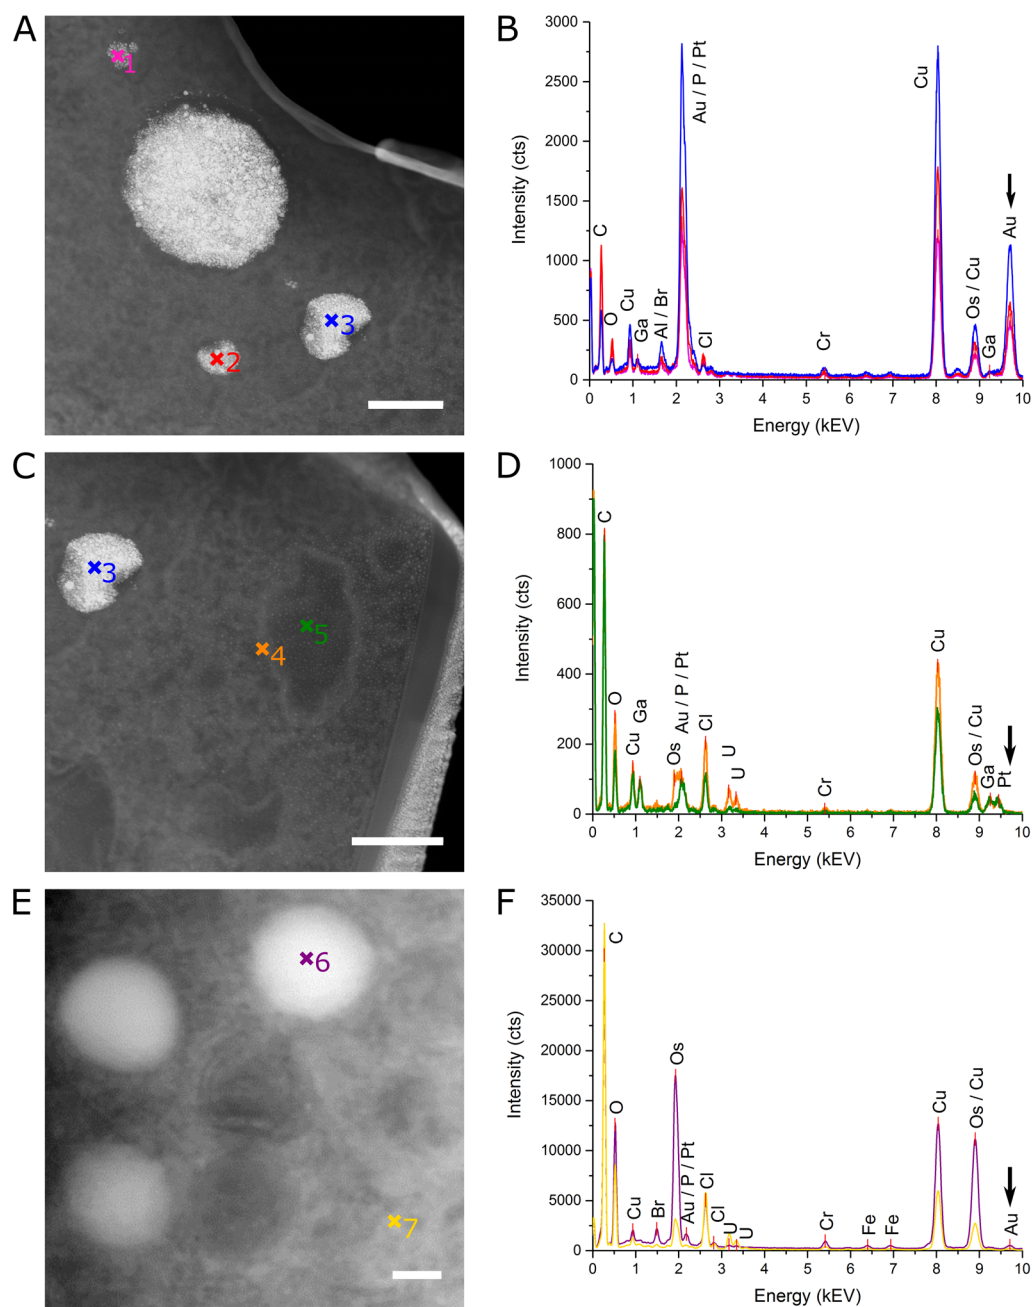 A
1
2
3
B
3000
2500
2000
1500
1000
500
0
Intensity (cts)
C
O
Cu
Ga
Al / Br
Au / P / Pt
Cl
Cr
Cu
Os / Cu
Ga
Au
0 1 2 3 4 5 6 7 8 9 10
Energy (kEV)
C
3
4
5
D
1000
800
600
400
200
0
Intensity (cts)
C
O
Cu
Ga
Os
Au / P / Pt
Cl
U
U
Cr
Cu
Os / Cu
Ga
Pt
0 1 2 3 4 5 6 7 8 9 10
Energy (kEV)
E
6
7
F
35000
30000
25000
20000
15000
10000
5000
0
Intensity (cts)
C
O
Cu
Br
Os
Au / P / Pt
Cl
Cl
U
U
Cr
Fe
Fe
Cu
Os / Cu
Au
0 1 2 3 4 5 6 7 8 9 10
Energy (kEV)